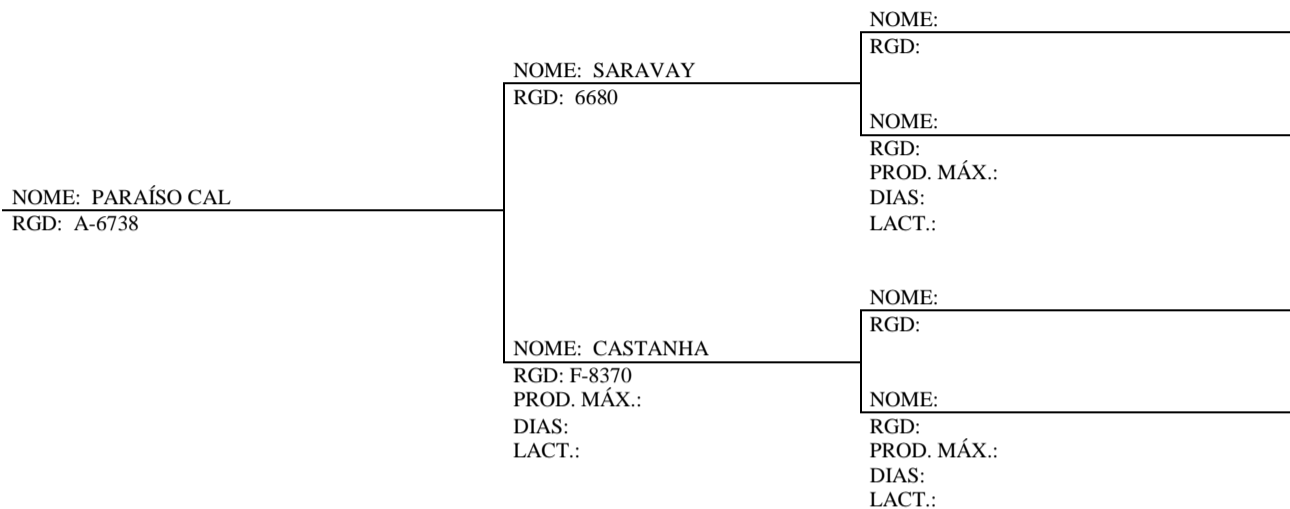 NOME: PARAÍSO CAL
RGD: A-6738
NOME: SARAVAY
RGD: 6680
NOME: CASTANHA
RGD: F-8370
PROD. MÁX.:
DIAS:
LACT.:
NOME:
RGD:
NOME:
RGD:
PROD. MÁX.:
DIAS:
LACT.:
NOME:
RGD:
NOME:
RGD:
PROD. MÁX.:
DIAS:
LACT.: